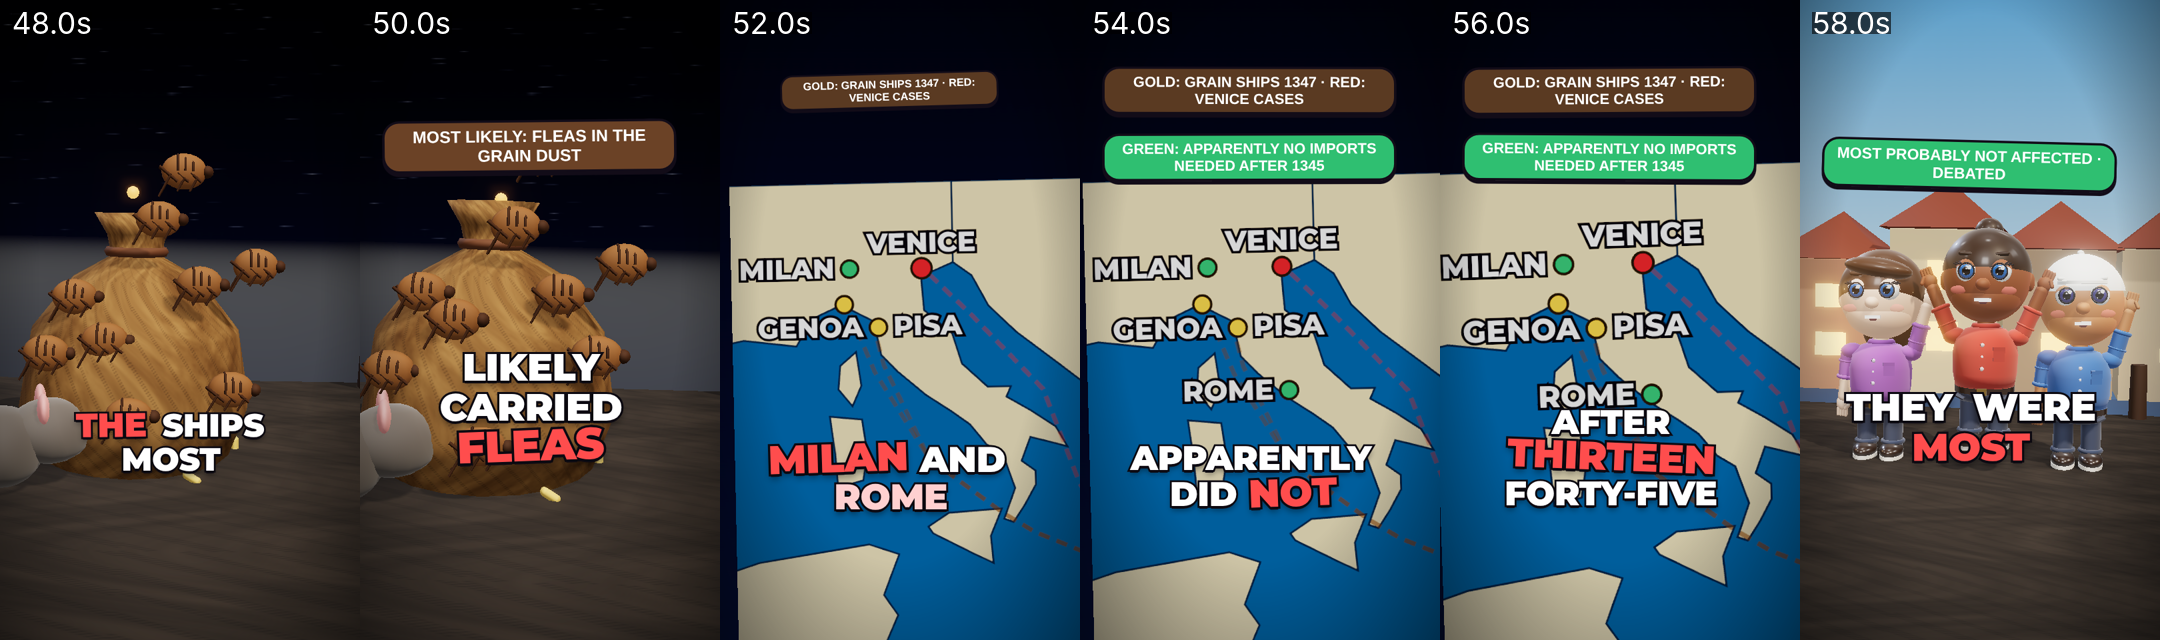 48.0s
THE SHIPS
MOST
50.0s
MOST LIKELY: FLEAS IN THE
GRAIN DUST
LIKELY
CARRIED
FLEAS
52.0s
GOLD: GRAIN SHIPS 1347 · RED:
VENICE CASES
VENICE
MILAN
GENOA
PISA
MILAN AND
ROME
54.0s
GOLD: GRAIN SHIPS 1347 · RED:
VENICE CASES
GREEN: APPARENTLY NO IMPORTS
NEEDED AFTER 1345
VENICE
MILAN
GENOA
PISA
ROME
APPARENTLY
DID NOT
56.0s
GOLD: GRAIN SHIPS 1347 · RED:
VENICE CASES
GREEN: APPARENTLY NO IMPORTS
NEEDED AFTER 1345
VENICE
MILAN
GENOA
PISA
ROME
AFTER
THIRTEEN
FORTY-FIVE
58.0s
MOST PROBABLY NOT AFFECTED ·
DEBATED
THEY WERE
MOST